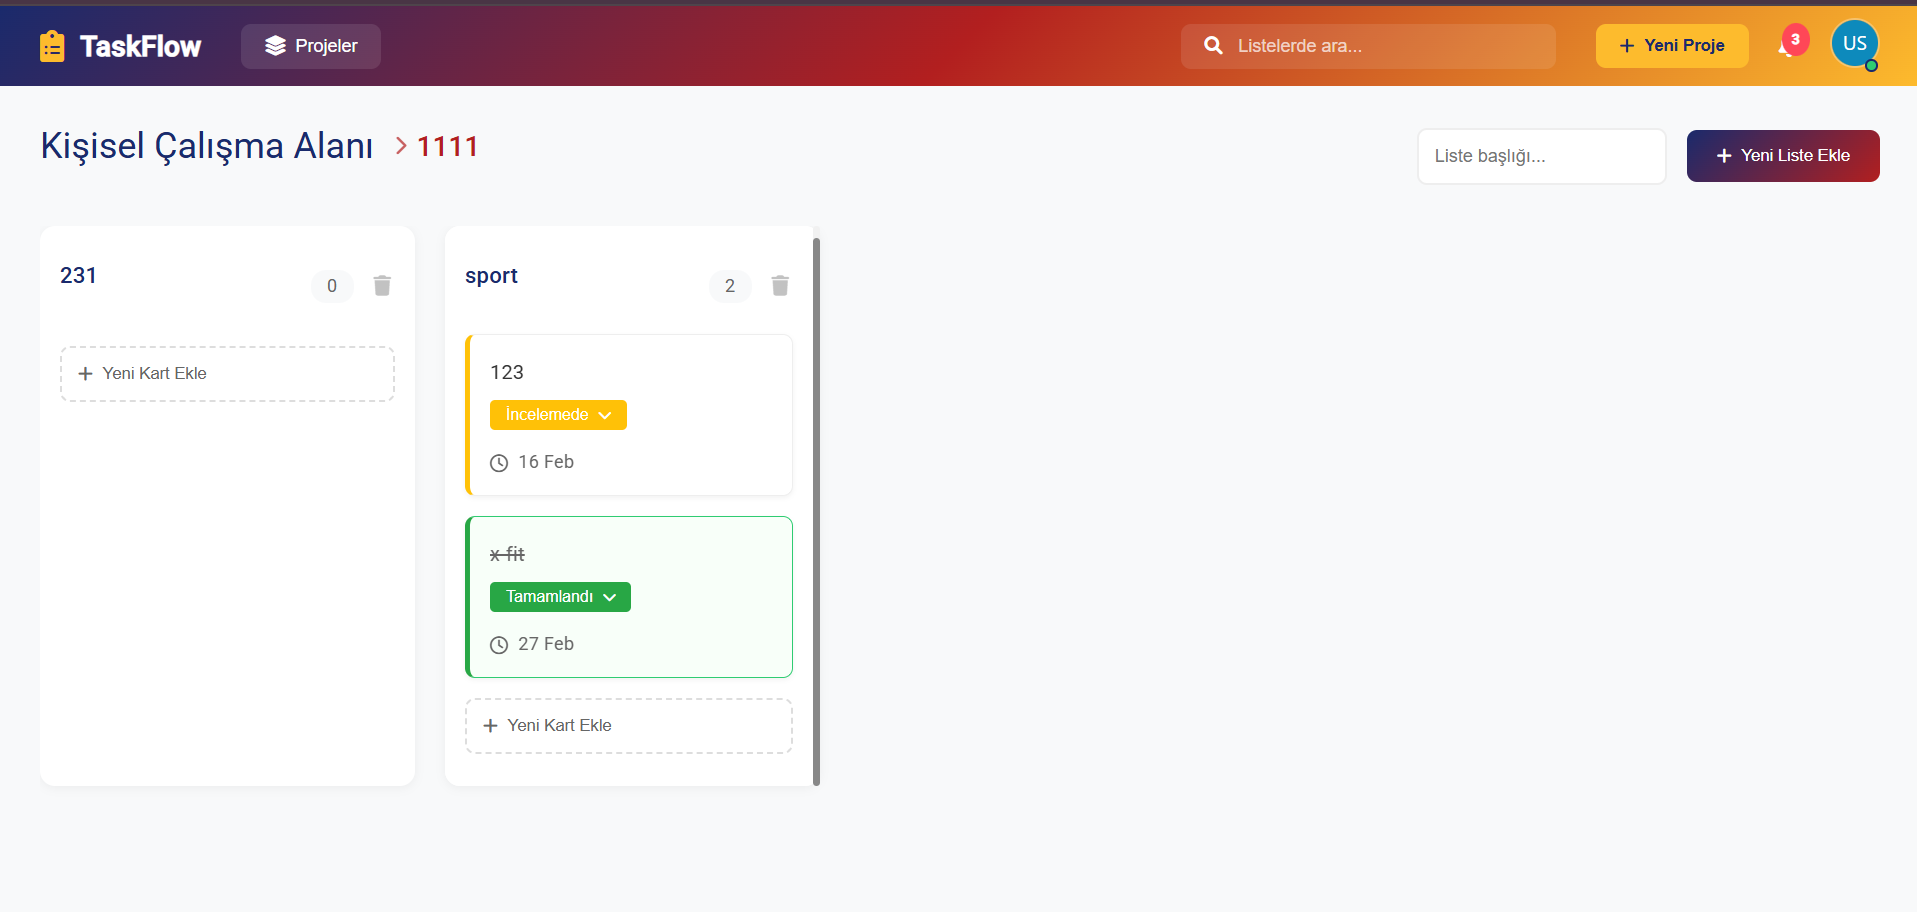 TaskFlow
Projeler
Listelerde ara...
+ Yeni Proje
3
US
Kişisel Çalışma Alanı > 1111
Liste başlığı...
+ Yeni Liste Ekle
231
0
+ Yeni Kart Ekle
sport
2
123
İncelemede
16 Feb
x-fit
Tamamlandı
27 Feb
+ Yeni Kart Ekle